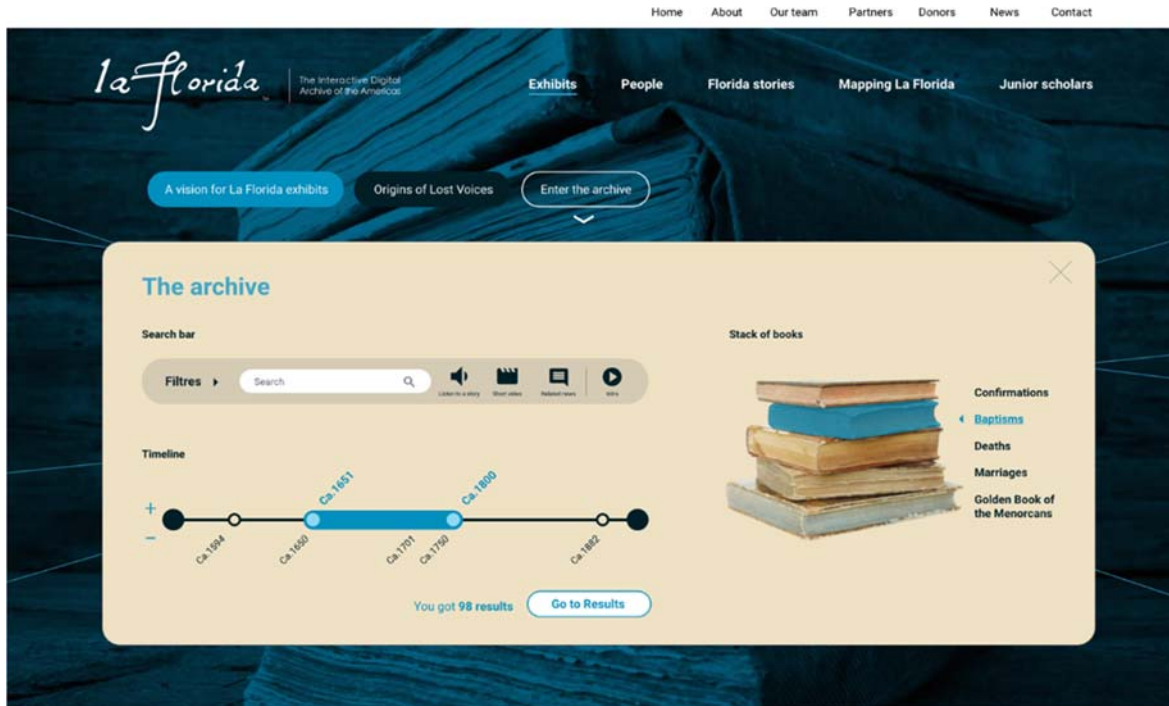 Home About Our team Partners Donors News Contact
la Florida
The Interactive Digital
Archive of the Americas
Exhibits People Florida stories Mapping La Florida Junior scholars
A vision for La Florida exhibits Origins of Lost Voices Enter the archive
The archive
Search bar
Filtres Search
Listen to a story Short video Related news Intro
Timeline
Ca.1651 Ca.1800
+
−
Ca.1594 Ca.1650 Ca.1701 Ca.1750 Ca.1882
You got 98 results Go to Results
Stack of books
Confirmations
Baptisms
Deaths
Marriages
Golden Book of
the Menorcans